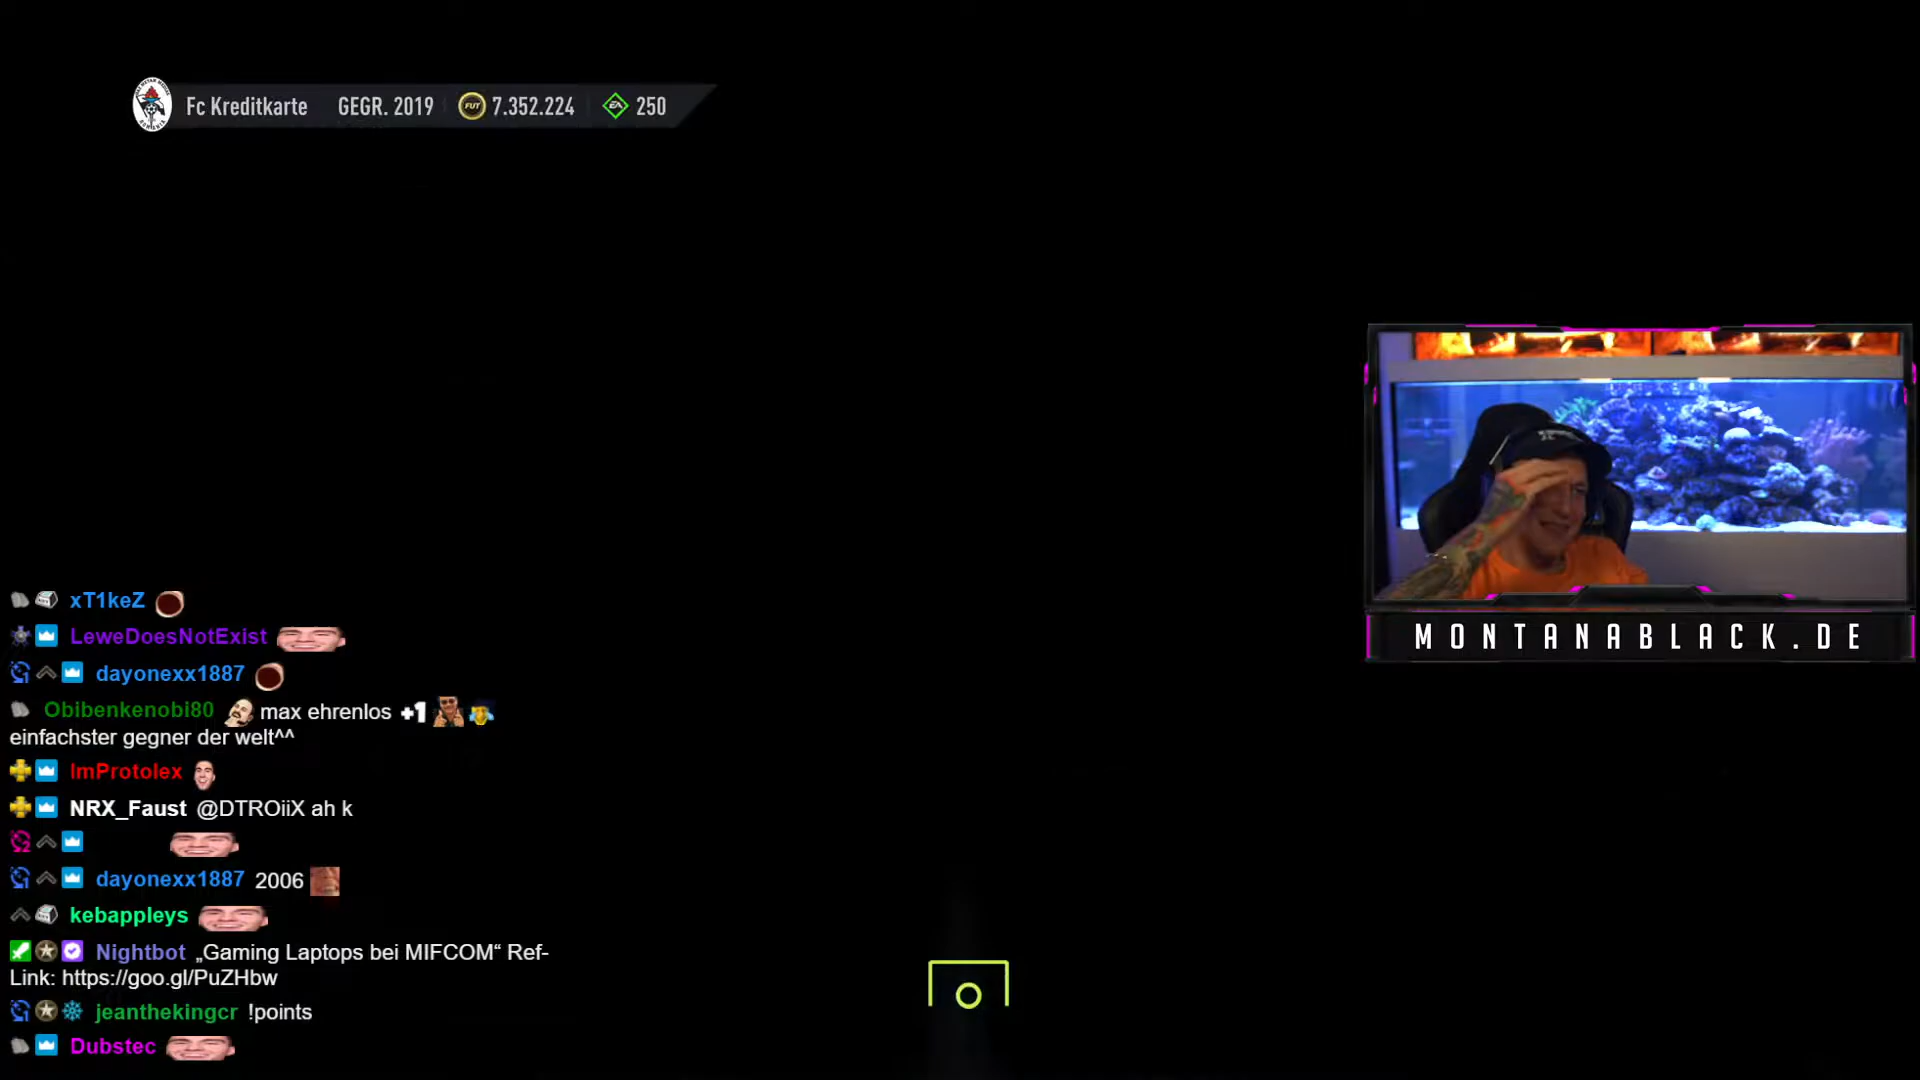 Fc Kreditkarte GEGR. 2019 FUT 7.352.224 EA 250
MONTANABLACK.DE
xT1keZ
LeweDoesNotExist
dayonexx1887
Obibenkenobi80 max ehrenlos +1
einfachster gegner der welt^^
ImProtolex
NRX_Faust @DTROiiX ah k
dayonexx1887 2006
kebappleys
Nightbot „Gaming Laptops bei MIFCOM“ Ref-
Link: https://goo.gl/PuZHbw
jeanthekingcr !points
Dubstec